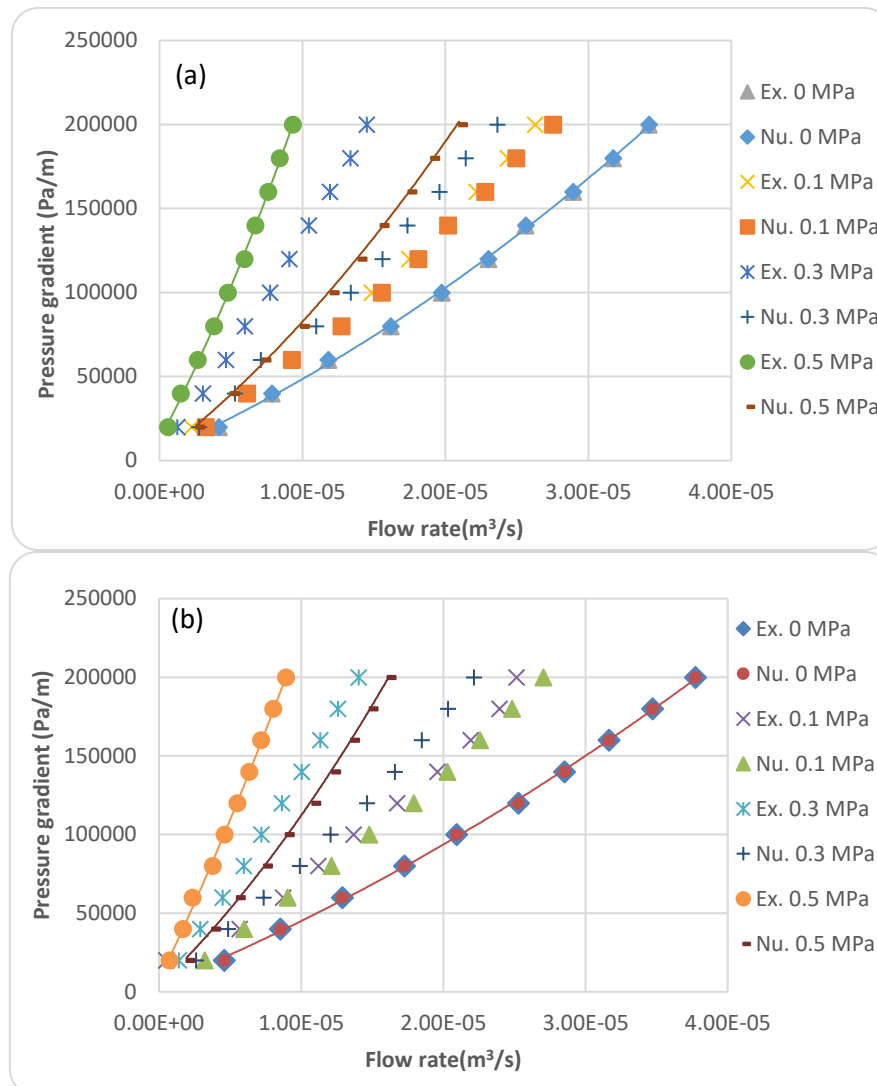 (a)
250000
200000
150000
100000
50000
0
Pressure gradient (Pa/m)
0.00E+00 1.00E-05 2.00E-05 3.00E-05 4.00E-05
Flow rate(m³/s)
Ex. 0 MPa
Nu. 0 MPa
Ex. 0.1 MPa
Nu. 0.1 MPa
Ex. 0.3 MPa
Nu. 0.3 MPa
Ex. 0.5 MPa
Nu. 0.5 MPa
(b)
250000
200000
150000
100000
50000
0
Pressure gradient (Pa/m)
0.00E+00 1.00E-05 2.00E-05 3.00E-05 4.00E-05
Flow rate(m³/s)
Ex. 0 MPa
Nu. 0 MPa
Ex. 0.1 MPa
Nu. 0.1 MPa
Ex. 0.3 MPa
Nu. 0.3 MPa
Ex. 0.5 MPa
Nu. 0.5 MPa